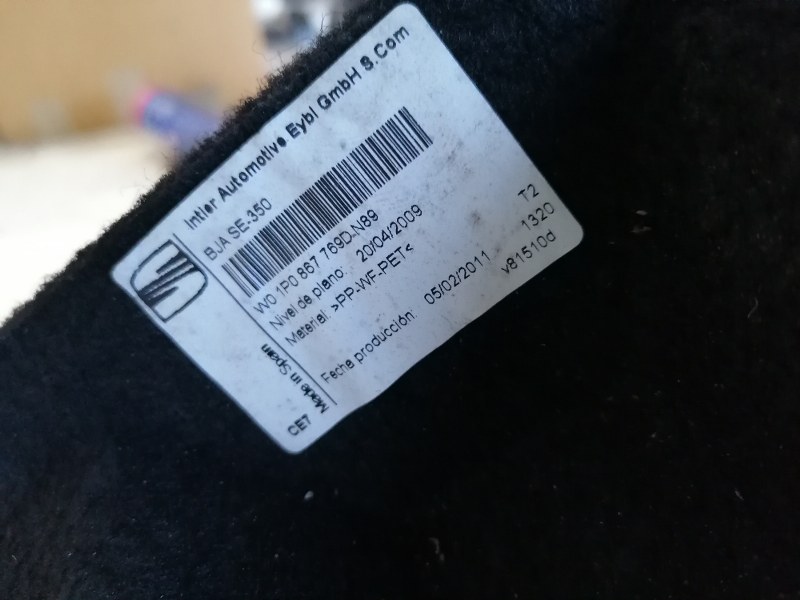 Intier Automotive Eybl GmbH & Com
BJA SE-350
W0 1P0 867 769D-N89
Nivel de plano: 20/04/2009
Material: >PP-WF-PET< T2
Fecha producción: 05/02/2011 1320
v81510d
Made in Spain
CE7